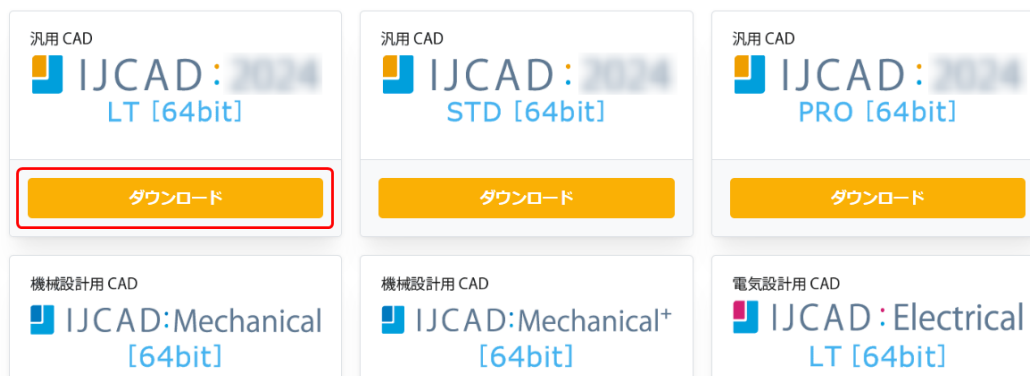 汎用 CAD
IJCAD:
LT [64bit]
ダウンロード
汎用 CAD
IJCAD:
STD [64bit]
ダウンロード
汎用 CAD
IJCAD:
PRO [64bit]
ダウンロード
機械設計用 CAD
IJCAD:Mechanical
[64bit]
機械設計用 CAD
IJCAD:Mechanical⁺
[64bit]
電気設計用 CAD
IJCAD:Electrical
LT [64bit]